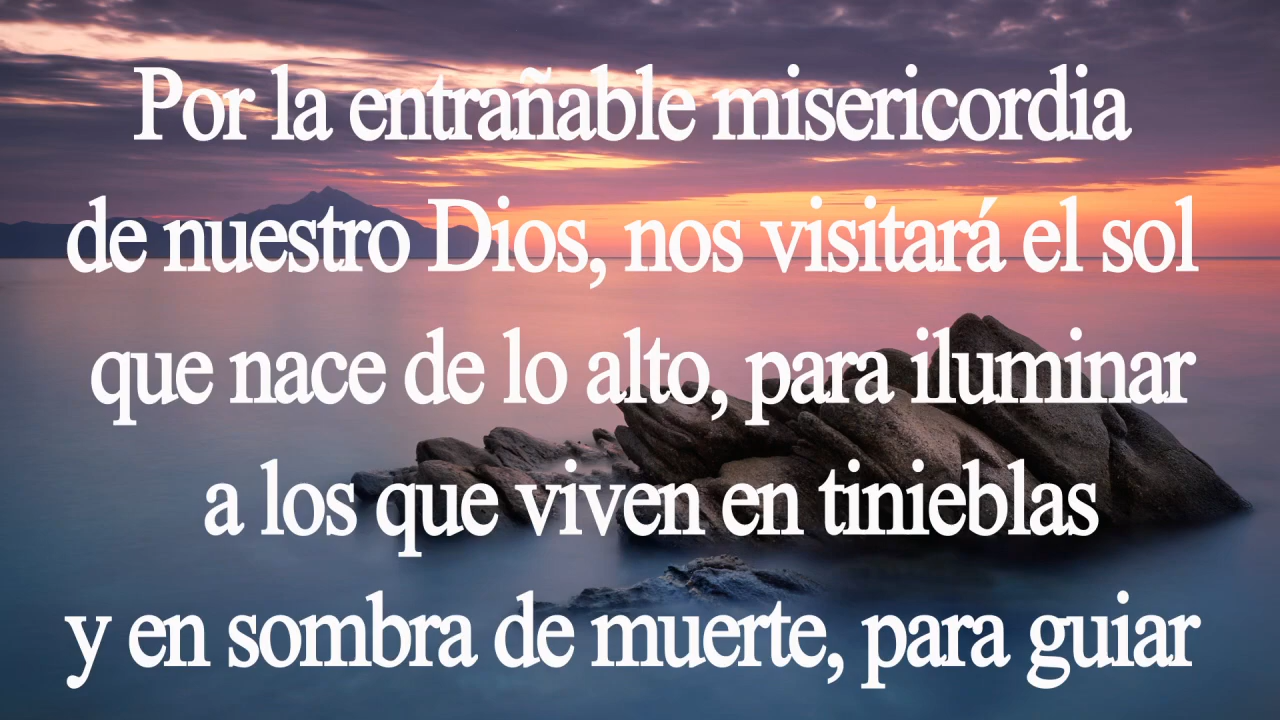 Por la entrañable misericordia
de nuestro Dios, nos visitará el sol
que nace de lo alto, para iluminar
a los que viven en tinieblas
y en sombra de muerte, para guiar